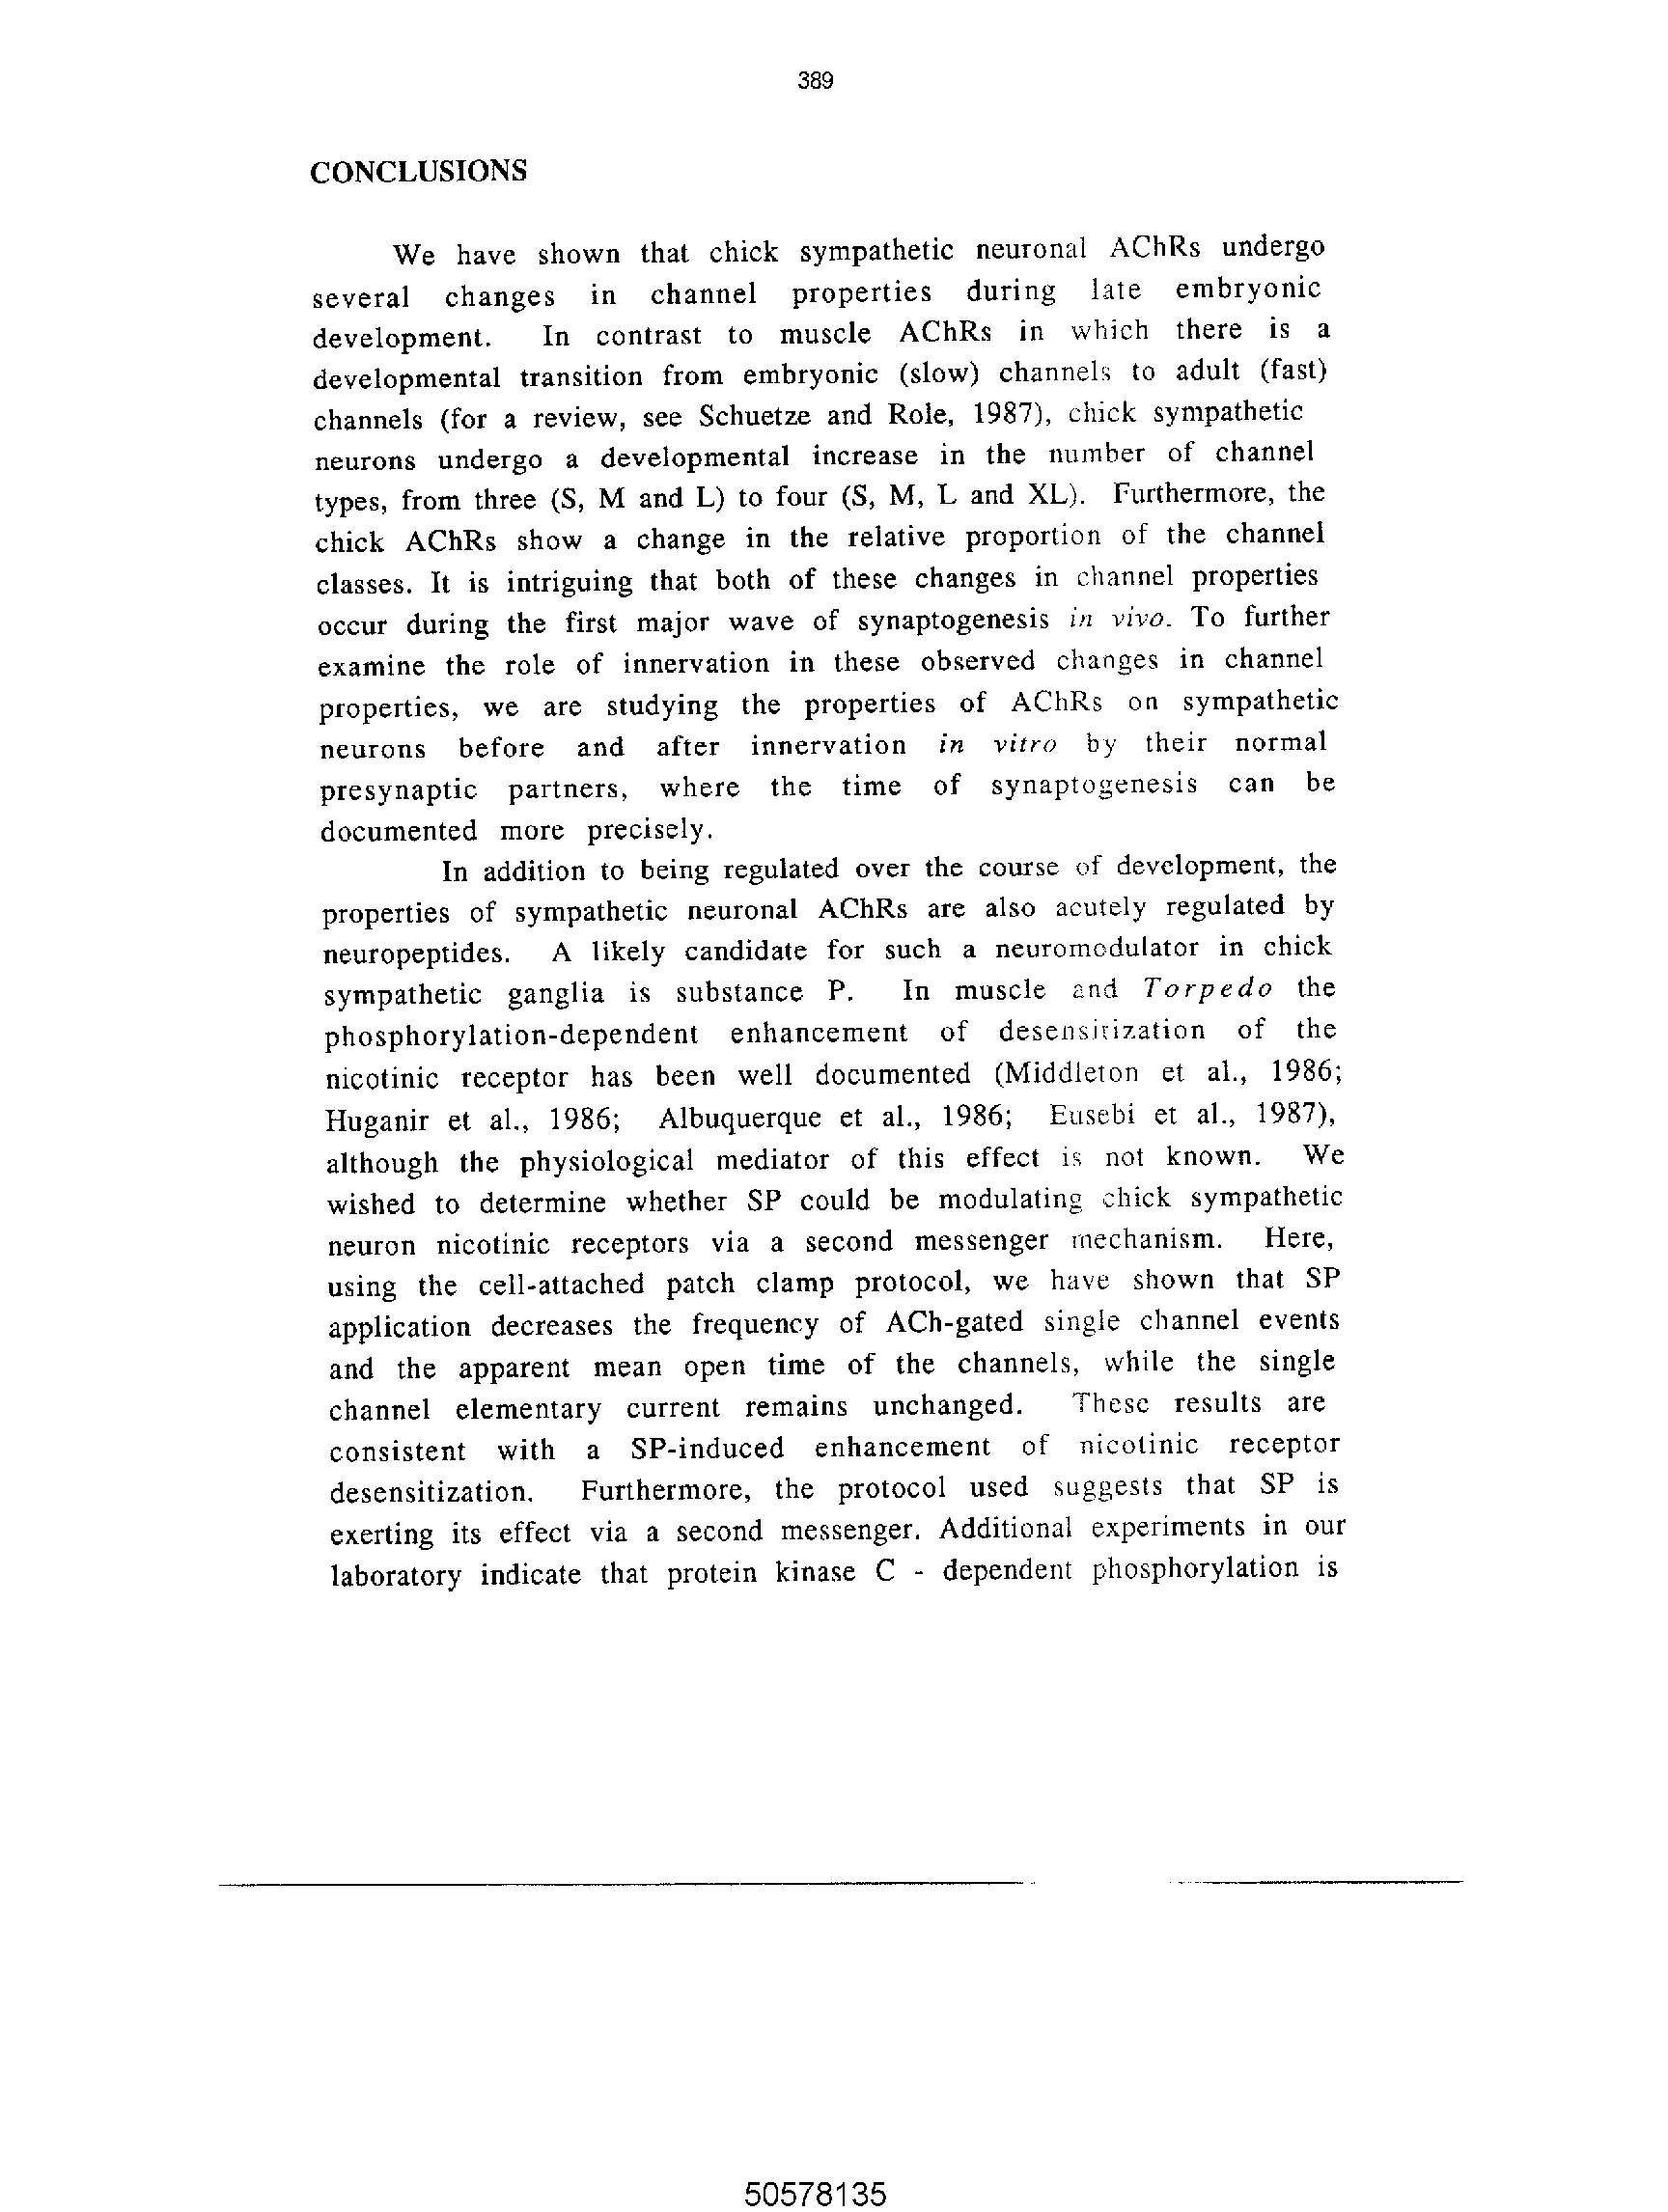 389
CONCLUSIONS
We have shown that chick sympathetic neuronal AChRs undergo
several changes in channel properties during late embryonic
development. In contrast to muscle AChRs in which there is a
developmental transition from embryonic (slow) channels to adult (fast)
channels (for a review, see Schuetze and Role, 1987), chick sympathetic
neurons undergo a developmental increase in the number of channel
types, from three (S, M and L) to four (S, M, L and XL). Furthermore, the
chick AChRs show a change in the relative proportion of the channel
classes. It is intriguing that both of these changes in channel properties
occur during the first major wave of synaptogenesis in vivo. To further
examine the role of innervation in these observed changes in channel
properties, we are studying the properties of AChRs on sympathetic
neurons before and after innervation in vitro by their normal
presynaptic partners, where the time of synaptogenesis can be
documented more precisely.
In addition to being regulated over the course of development, the
properties of sympathetic neuronal AChRs are also acutely regulated by
neuropeptides. A likely candidate for such a neuromodulator in chick
sympathetic ganglia is substance P. In muscle and Torpedo the
phosphorylation-dependent enhancement of desensitization of the
nicotinic receptor has been well documented (Middleton et al., 1986;
Huganir et al., 1986; Albuquerque et al., 1986; Eusebi et al., 1987),
although the physiological mediator of this effect is not known. We
wished to determine whether SP could be modulating chick sympathetic
neuron nicotinic receptors via a second messenger mechanism. Here,
using the cell-attached patch clamp protocol, we have shown that SP
application decreases the frequency of ACh-gated single channel events
and the apparent mean open time of the channels, while the single
channel elementary current remains unchanged. These results are
consistent with a SP-induced enhancement of nicotinic receptor
desensitization. Furthermore, the protocol used suggests that SP is
exerting its effect via a second messenger. Additional experiments in our
laboratory indicate that protein kinase C - dependent phosphorylation is
50578135